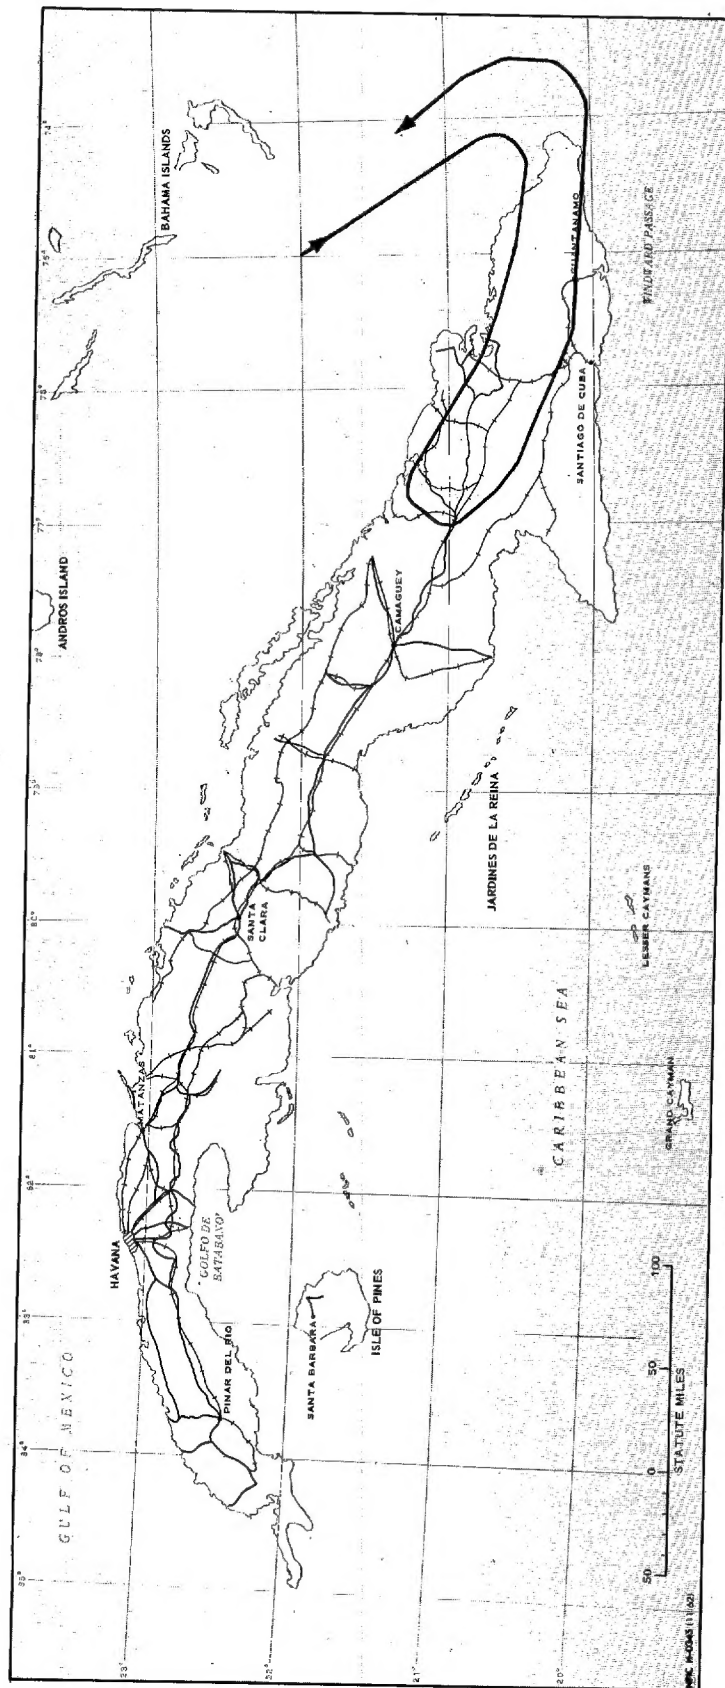 GULF OF MEXICO
HAVANA
MATANZAS
PINAR DEL RIO
GOLFO DE
BATABANO
SANTA BARBARA
ISLE OF PINES
SANTA
CLARA
CAMAGUEY
ANDROS ISLAND
BAHAMA ISLANDS
JARDINES DE LA REINA
SANTIAGO DE CUBA
GUANTANAMO
WINDWARD PASSAGE
CARIBBEAN SEA
LESSER CAYMANS
GRAND CAYMAN
85°
84°
83°
82°
81°
80°
79°
78°
77°
75°
74°
23°
22°
21°
20°
50 0 50 100
STATUTE MILES